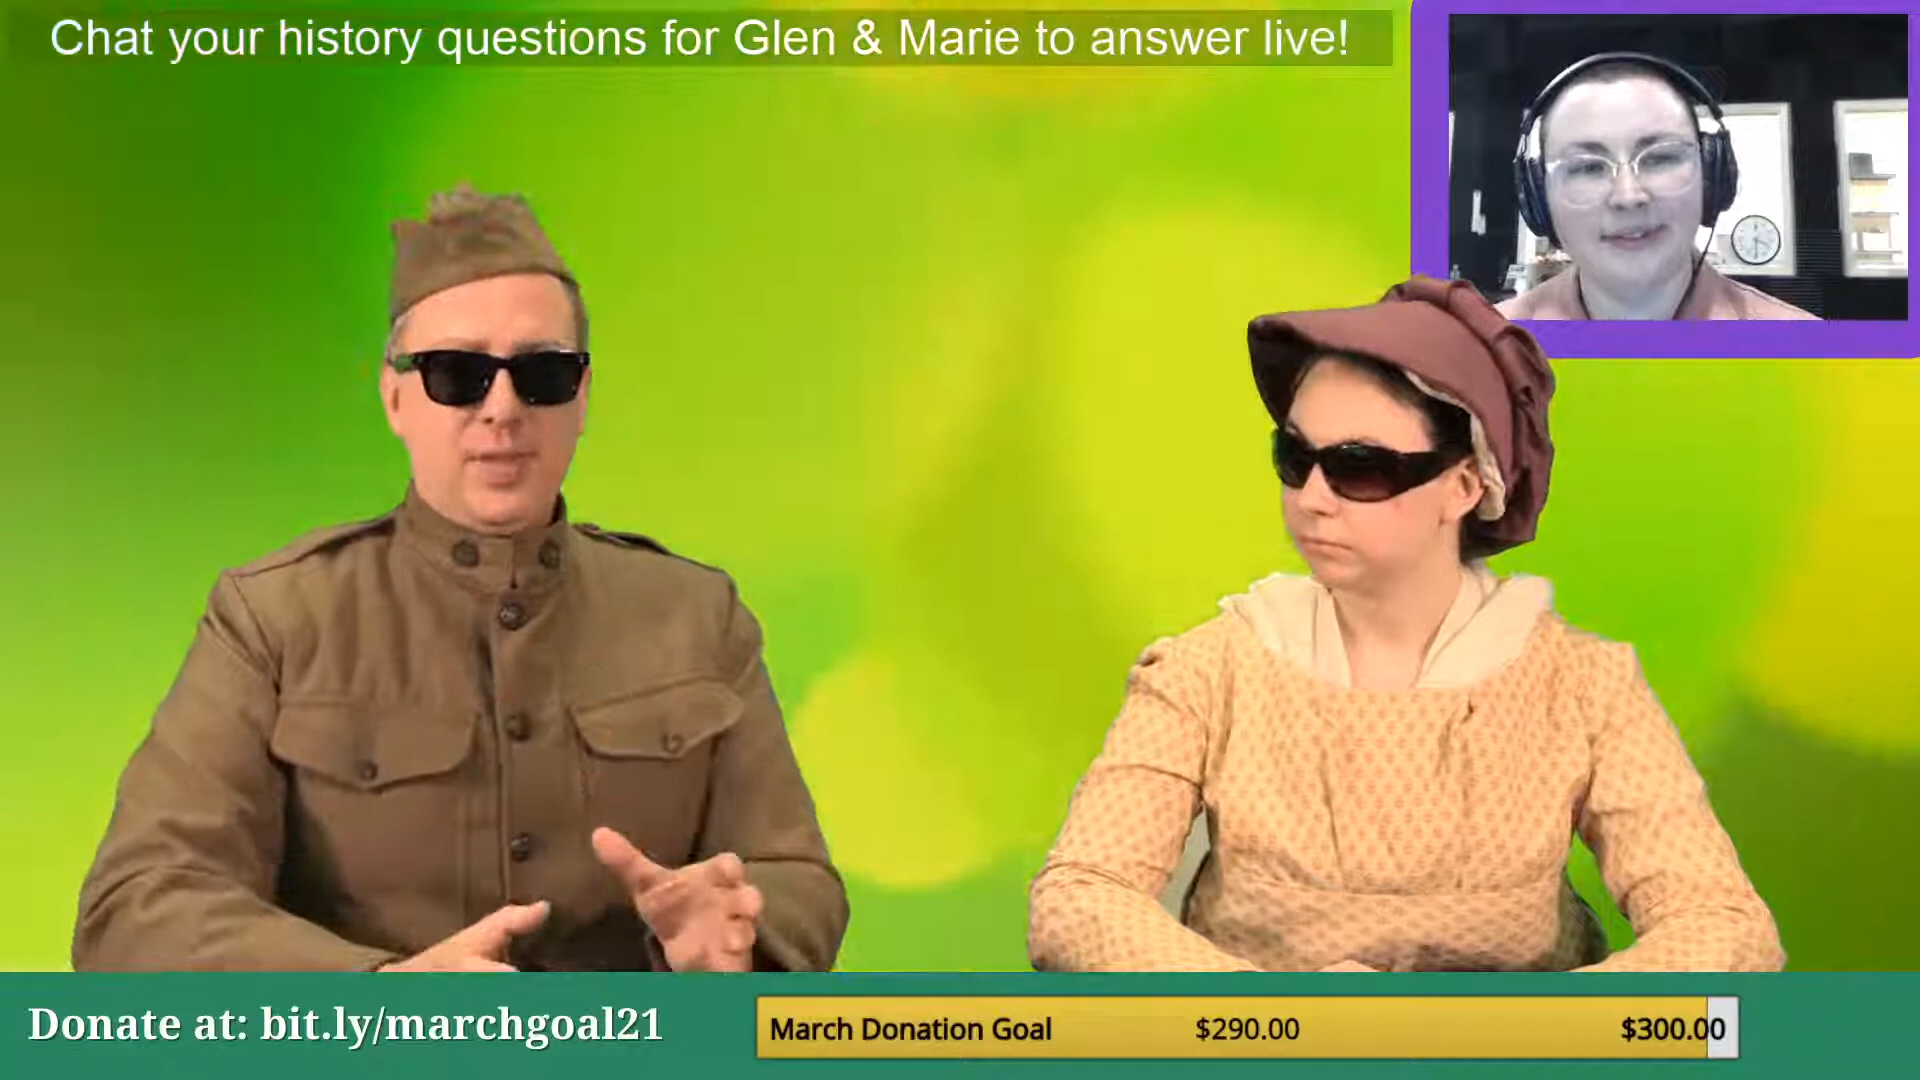 Chat your history questions for Glen & Marie to answer live!
Donate at: bit.ly/marchgoal21
March Donation Goal $290.00 $300.00